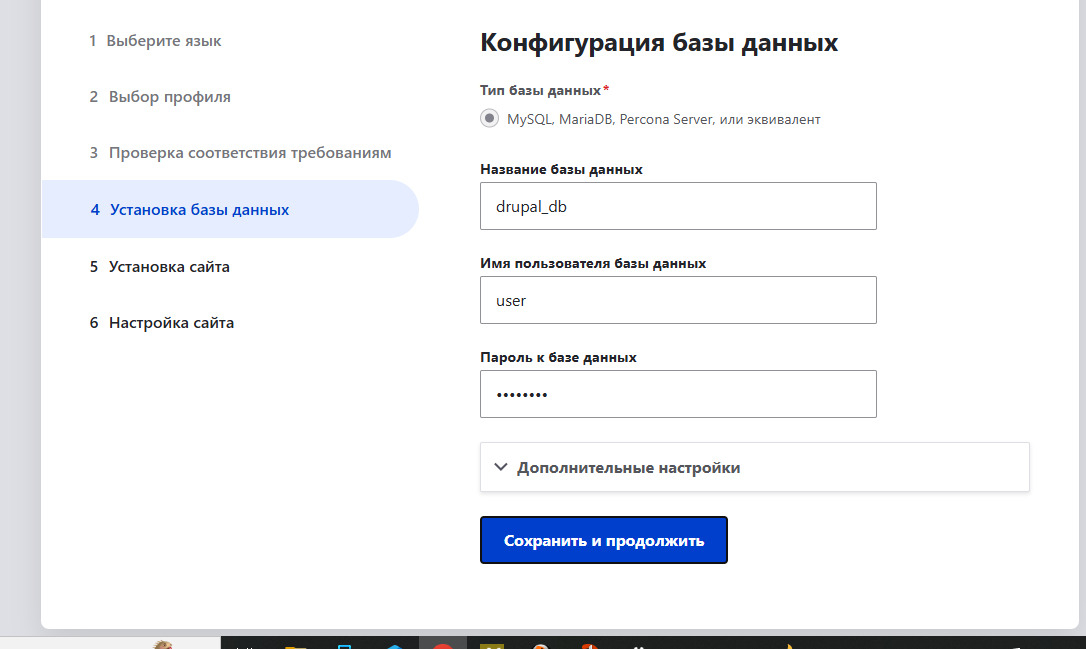 1 Выберите язык
2 Выбор профиля
3 Проверка соответствия требованиям
4 Установка базы данных
5 Установка сайта
6 Настройка сайта
Конфигурация базы данных
Тип базы данных*
MySQL, MariaDB, Percona Server, или эквивалент
Название базы данных
drupal_db
Имя пользователя базы данных
user
Пароль к базе данных
••••••••
Дополнительные настройки
Сохранить и продолжить